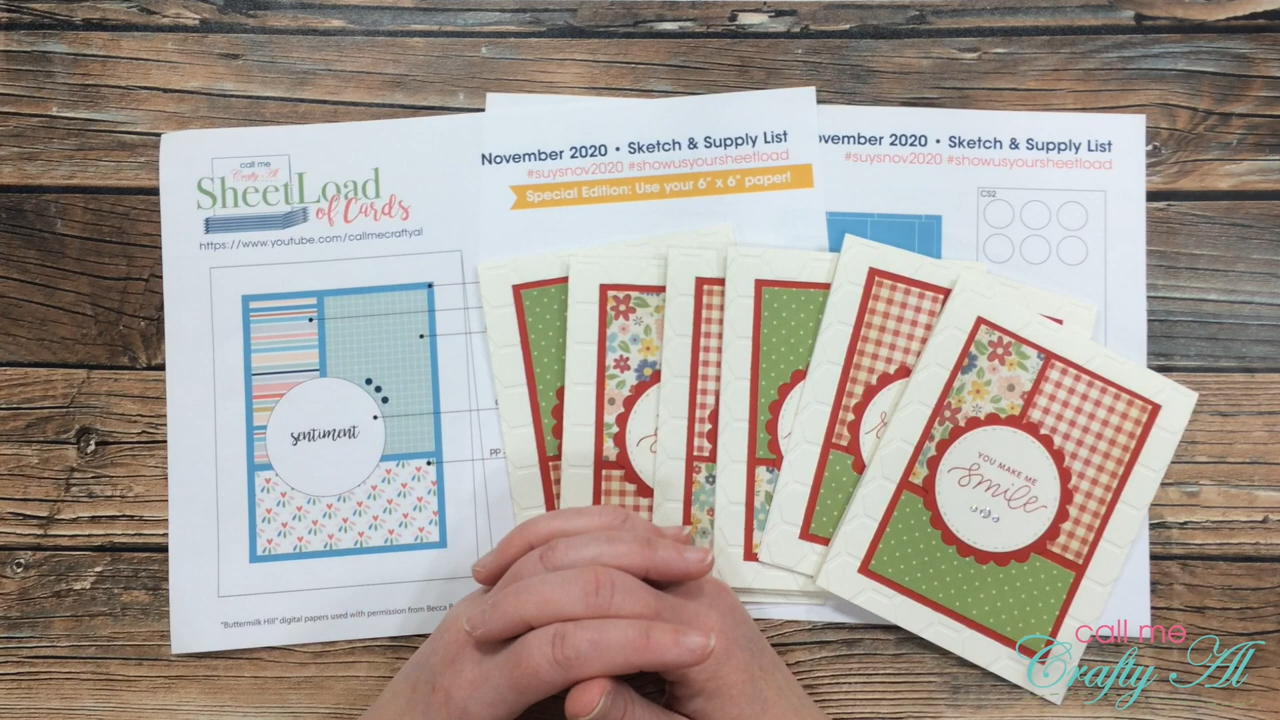 call me
Crafty Al
SheetLoad
of Cards
https://www.youtube.com/callmecraftyal
sentiment
PP
"Buttermilk Hill" digital papers used with permission from Becca
November 2020 • Sketch & Supply List
#suysnov2020 #showusyoursheetload
Special Edition: Use your 6" x 6" paper!
ovember 2020 • Sketch & Supply List
#suysnov2020 #showusyoursheetload
CS2
YOU MAKE ME
smile
call me
Crafty Al